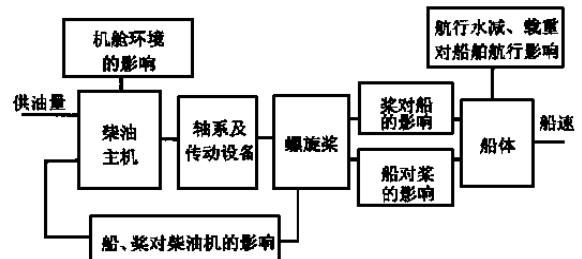 机舱环境
的影响
航行水减、载重
对船舶航行影响
供油量
柴油
主机
轴系及
传动设备
螺旋桨
桨对船
的影响
船对桨
的影响
船体
船速
船、桨对柴油机的影响